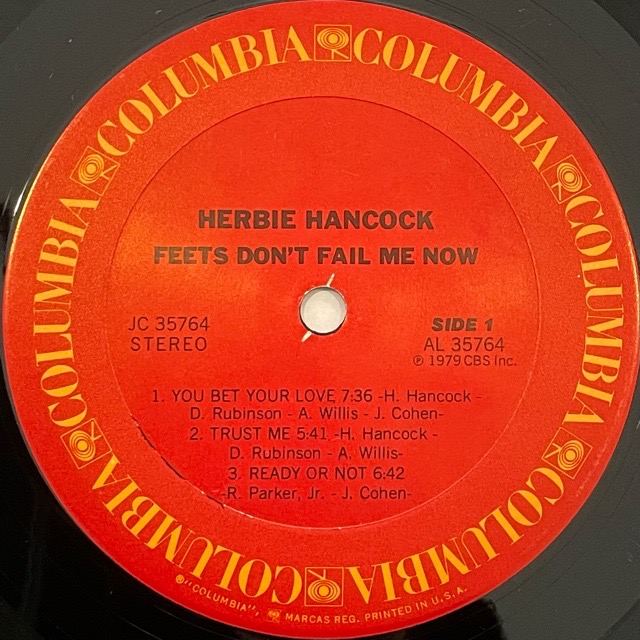 COLUMBIA COLUMBIA COLUMBIA COLUMBIA COLUMBIA COLUMBIA
HERBIE HANCOCK
FEETS DON'T FAIL ME NOW
JC 35764
STEREO
SIDE 1
AL 35764
℗ 1979 CBS Inc.
1. YOU BET YOUR LOVE 7:36 -H. Hancock -
D. Rubinson - A. Willis - J. Cohen-
2. TRUST ME 5:41 -H. Hancock -
D. Rubinson - A. Willis-
3. READY OR NOT 6:42
-R. Parker, Jr. - J. Cohen-
®"COLUMBIA", MARCAS REG. PRINTED IN U.S.A.